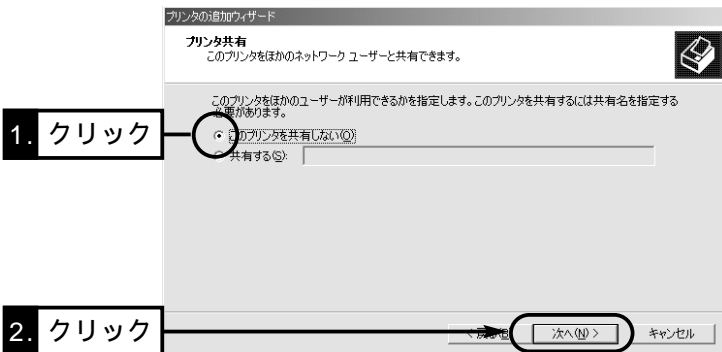 プリンタの追加ウィザード
プリンタ共有
このプリンタをほかのネットワーク ユーザーと共有できます。
このプリンタをほかのユーザーが利用できるかを指定します。このプリンタを共有するには共有名を指定する
必要があります。
1. クリック
このプリンタを共有しない(O)
共有する(S):
2. クリック
次へ(N) >
キャンセル